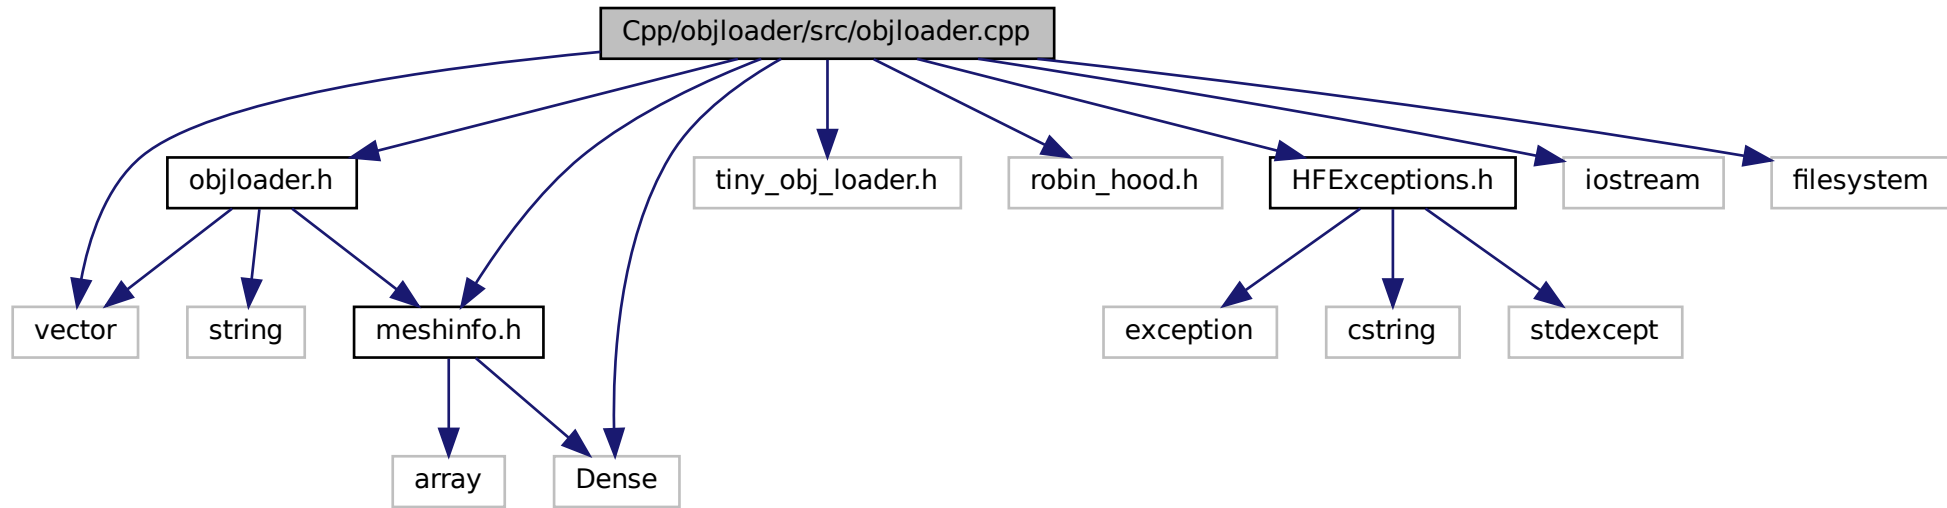 Cpp/objloader/src/objloader.cpp
objloader.h
tiny_obj_loader.h
robin_hood.h
HFExceptions.h
iostream
filesystem
vector
string
meshinfo.h
exception
cstring
stdexcept
array
Dense